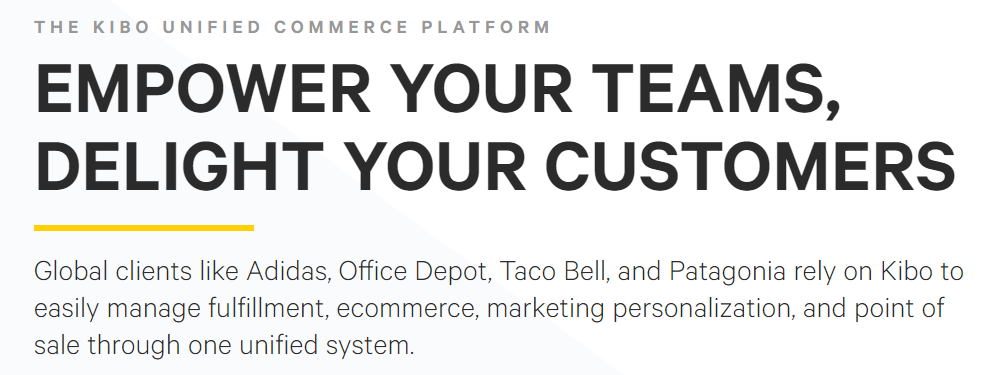 THE KIBO UNIFIED COMMERCE PLATFORM
EMPOWER YOUR TEAMS,
DELIGHT YOUR CUSTOMERS
Global clients like Adidas, Office Depot, Taco Bell, and Patagonia rely on Kibo to
easily manage fulfillment, ecommerce, marketing personalization, and point of
sale through one unified system.